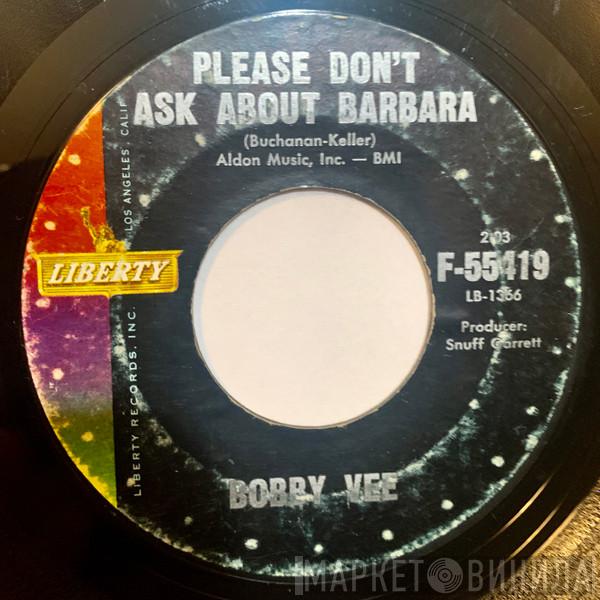 PLEASE DON'T
ASK ABOUT BARBARA
(Buchanan-Keller)
Aldon Music, Inc. — BMI
LIBERTY
LIBERTY RECORDS, INC. LOS ANGELES CALIF
2:03
F-55419
LB-1366
Producer:
Snuff Garrett
BOBBY VEE
МАРКЕТ ВИНИЛА